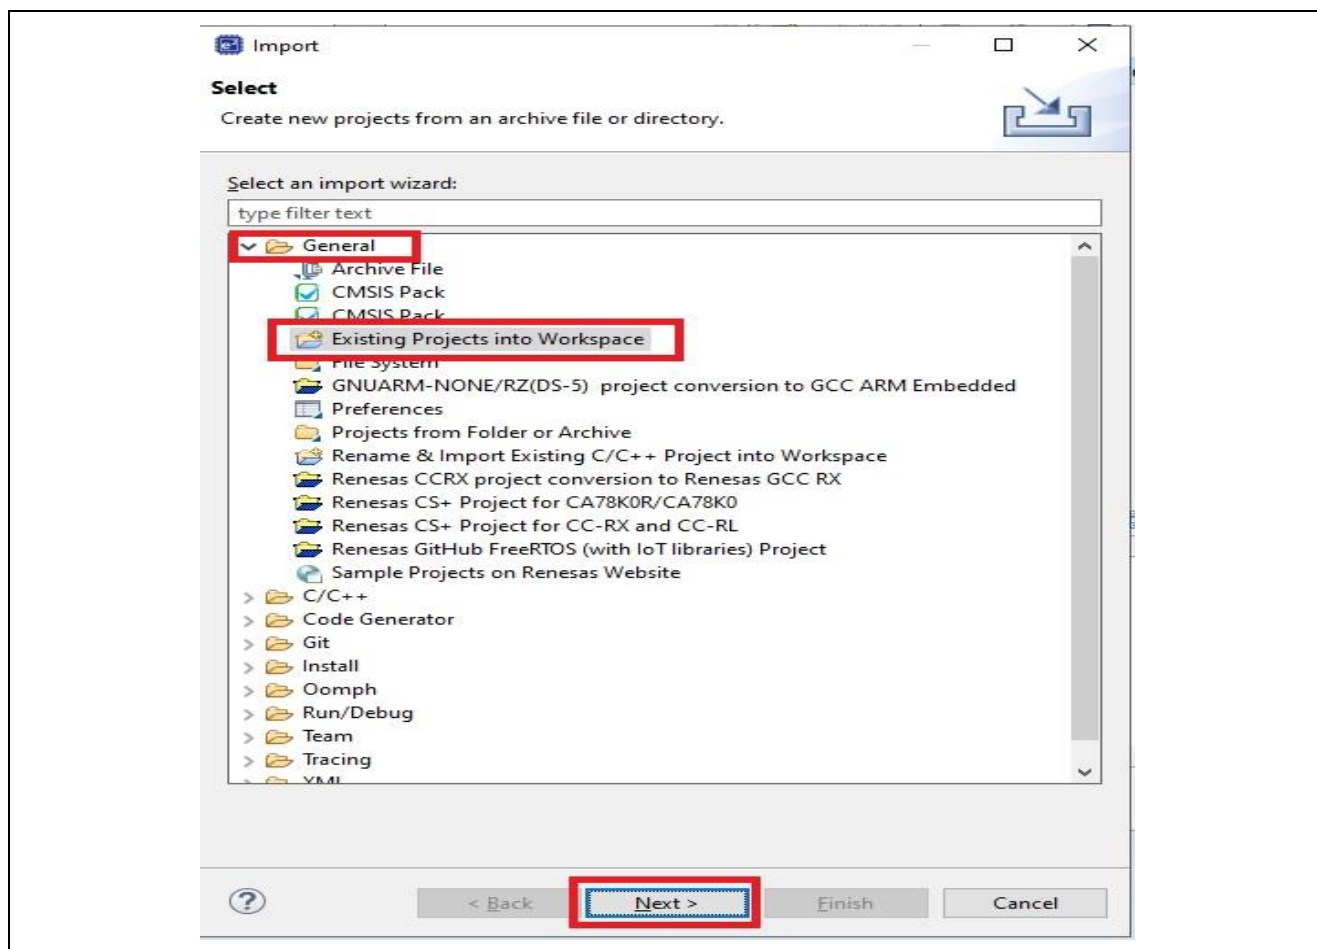 Import
Select
Create new projects from an archive file or directory.
Select an import wizard:
type filter text
General
Archive File
CMSIS Pack
CMSIS Pack
Existing Projects into Workspace
File System
GNUARM-NONE/RZ(DS-5) project conversion to GCC ARM Embedded
Preferences
Projects from Folder or Archive
Rename & Import Existing C/C++ Project into Workspace
Renesas CCRX project conversion to Renesas GCC RX
Renesas CS+ Project for CA78K0R/CA78K0
Renesas CS+ Project for CC-RX and CC-RL
Renesas GitHub FreeRTOS (with IoT libraries) Project
Sample Projects on Renesas Website
C/C++
Code Generator
Git
Install
Oomph
Run/Debug
Team
Tracing
XML
< Back Next > Finish Cancel